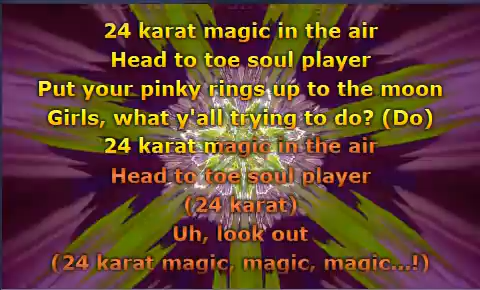 24 karat magic in the air
Head to toe soul player
Put your pinky rings up to the moon
Girls, what y'all trying to do? (Do)
24 karat magic in the air
Head to toe soul player
(24 karat)
Uh, look out
(24 karat magic, magic, magic...!)